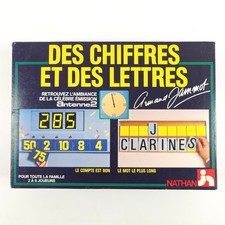 DES CHIFFRES
ET DES LETTRES
RETROUVEZ L'AMBIANCE
DE LA CÉLÈBRE ÉMISSION
antenne 2
Armand Jammot
285
50 2 10 8 4
75
J
CLARINES
LE COMPTE EST BON
LE MOT LE PLUS LONG
POUR TOUTE LA FAMILLE
2 A 6 JOUEURS
NATHAN